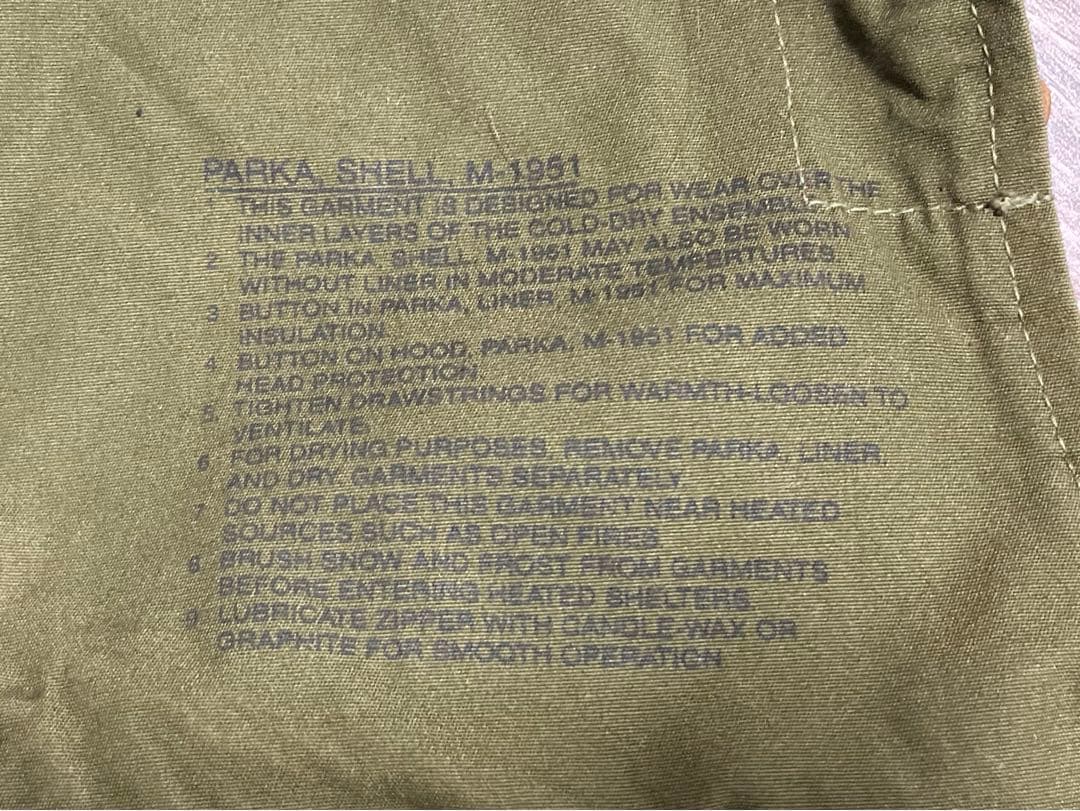 PARKA, SHELL, M-1951
1 THIS GARMENT IS DESIGNED FOR WEAR OVER THE
INNER LAYERS OF THE COLD-DRY ENSEMBLE
2 THE PARKA, SHELL, M-1951 MAY ALSO BE WORN
WITHOUT LINER IN MODERATE TEMPERTURES
3 BUTTON IN PARKA, LINER, M-1951 FOR MAXIMUM
INSULATION
4 BUTTON ON HOOD, PARKA, M-1951 FOR ADDED
HEAD PROTECTION
5 TIGHTEN DRAWSTRINGS FOR WARMTH-LOOSEN TO
VENTILATE
6 FOR DRYING PURPOSES, REMOVE PARKA, LINER,
AND DRY GARMENTS SEPARATELY
7 DO NOT PLACE THIS GARMENT NEAR HEATED
SOURCES SUCH AS OPEN FIRES
8 BRUSH SNOW AND FROST FROM GARMENTS
BEFORE ENTERING HEATED SHELTERS
9 LUBRICATE ZIPPER WITH CANDLE-WAX OR
GRAPHITE FOR SMOOTH OPERATION